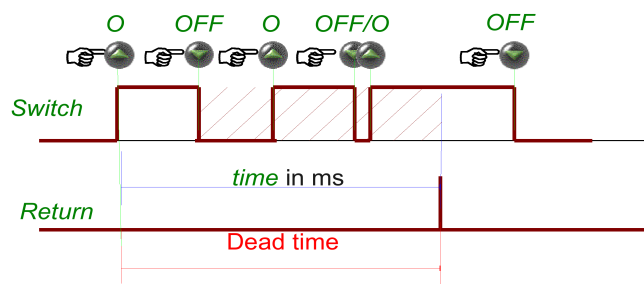 O OFF O OFF/O OFF
Switch
time in ms
Return
Dead time